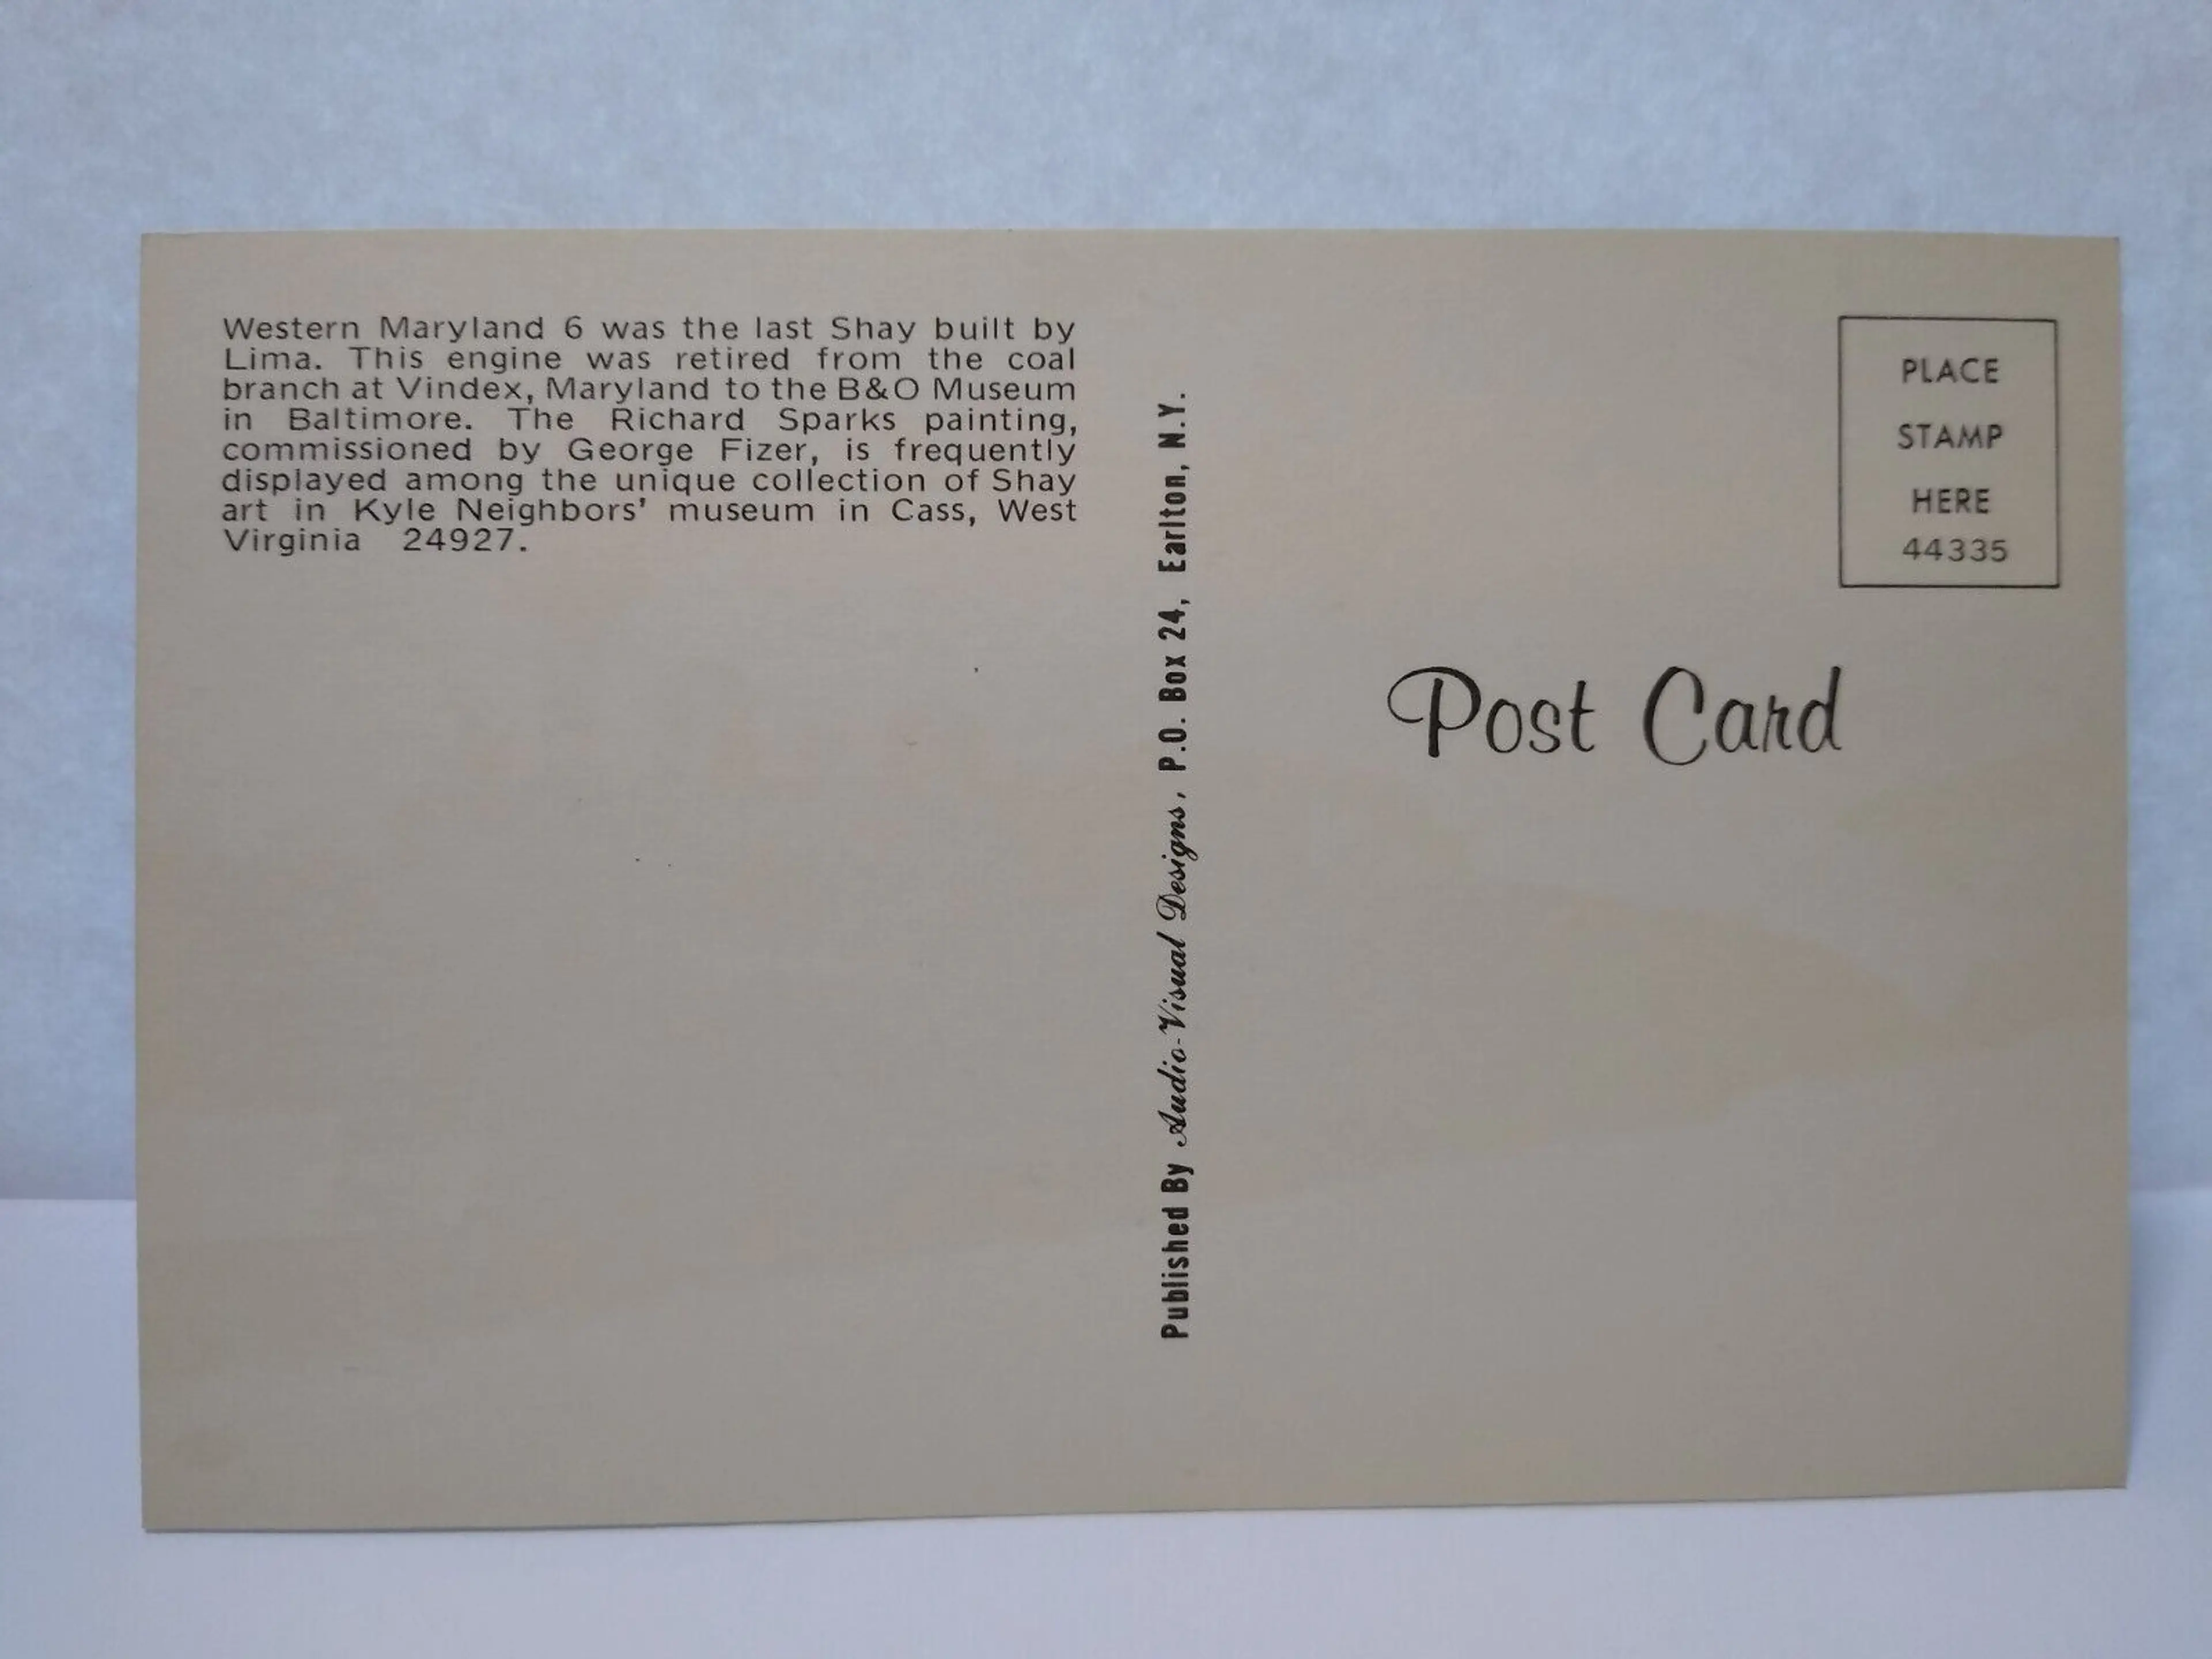 Western Maryland 6 was the last Shay built by
Lima. This engine was retired from the coal
branch at Vindex, Maryland to the B&O Museum
in Baltimore. The Richard Sparks painting,
commissioned by George Fizer, is frequently
displayed among the unique collection of Shay
art in Kyle Neighbors' museum in Cass, West
Virginia 24927.
Published By Audio-Visual Designs, P.O. Box 24, Earlton, N.Y.
PLACE
STAMP
HERE
44335
Post Card